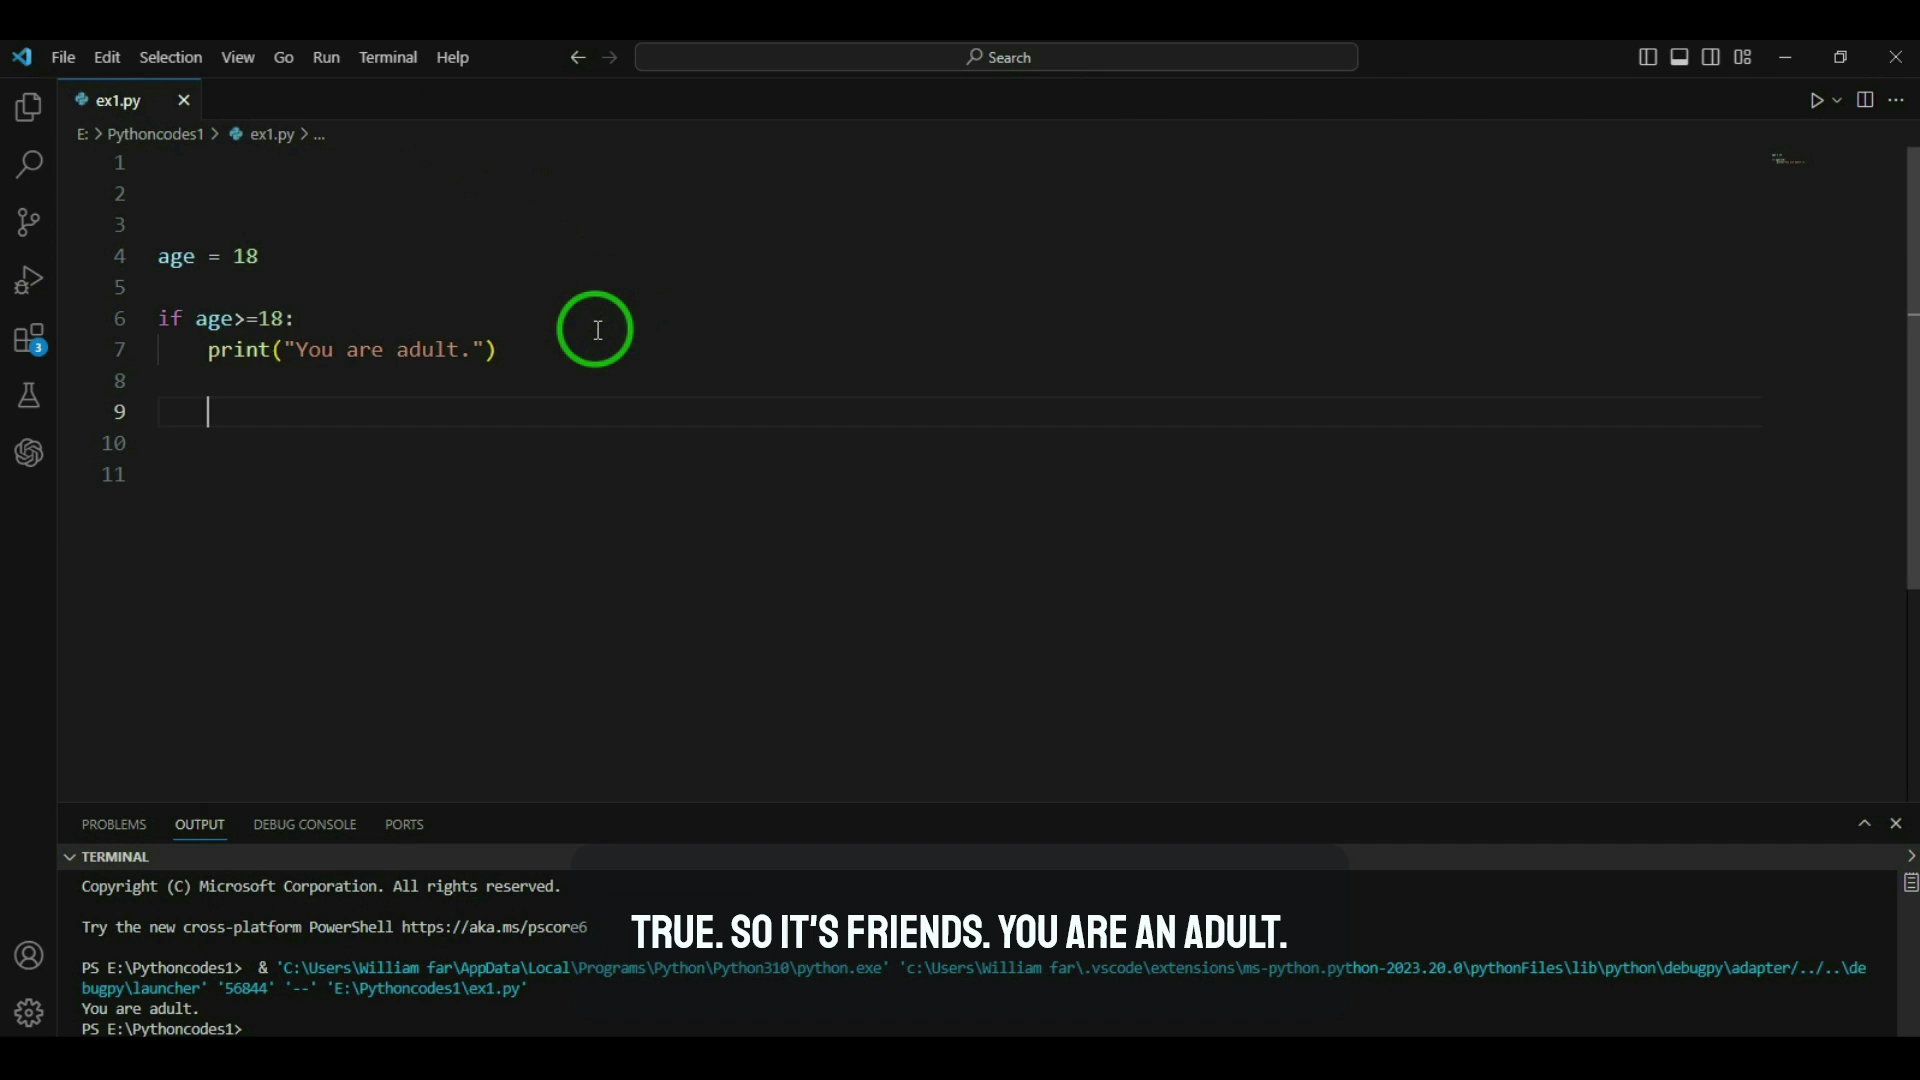 File Edit Selection View Go Run Terminal Help
Search
ex1.py
E: > Pythoncodes1 > ex1.py > ...
1
2
3
4 age = 18
5
6 if age>=18:
7 print("You are adult.")
8
9
10
11
3
PROBLEMS OUTPUT DEBUG CONSOLE PORTS
TERMINAL
Copyright (C) Microsoft Corporation. All rights reserved.
Try the new cross-platform PowerShell https://aka.ms/pscore6
TRUE. SO IT'S FRIENDS. YOU ARE AN ADULT.
PS E:\Pythoncodes1> & 'C:\Users\William far\AppData\Local\Programs\Python\Python310\python.exe' 'c:\Users\William far\.vscode\extensions\ms-python.python-2023.20.0\pythonFiles\lib\python\debugpy\adapter/../..\de
bugpy\launcher' '56844' '--' 'E:\Pythoncodes1\ex1.py'
You are adult.
PS E:\Pythoncodes1>